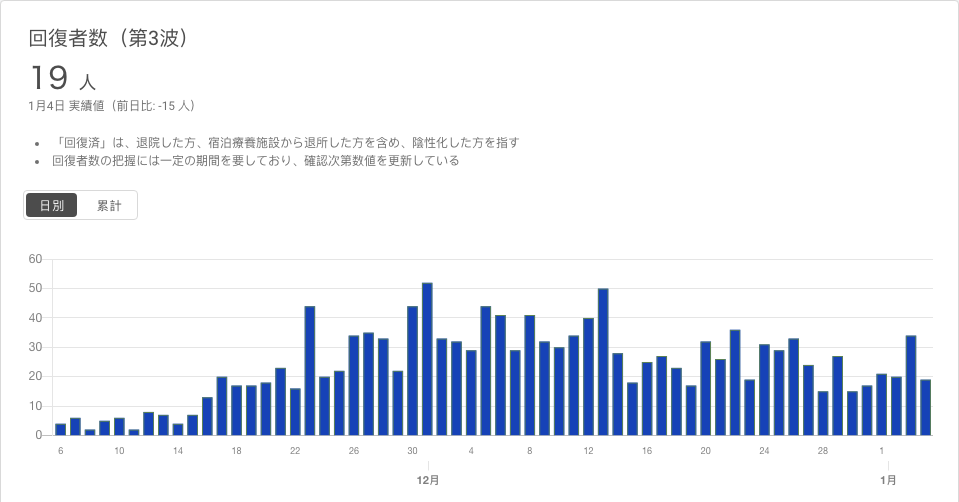 回復者数（第3波）
19 人
1月4日 実績値（前日比: -15 人）
• 「回復済」は、退院した方、宿泊療養施設から退所した方を含め、陰性化した方を指す
• 回復者数の把握には一定の期間を要しており、確認次第数値を更新している
日別 累計
60
50
40
30
20
10
0
6 10 14 18 22 26 30 4 8 12 16 20 24 28 1
12月 1月